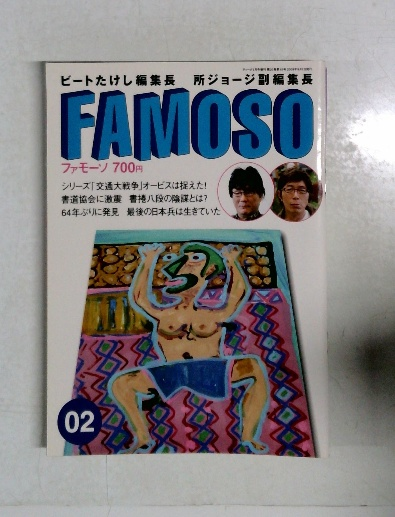 ビートたけし編集長　所ジョージ副編集長
FAMOSO
ファモーソ 700円
シリーズ「交通大戦争」オービスは捉えた!
書道協会に激震　書捲八段の陰謀とは?
64年ぶりに発見　最後の日本兵は生きていた
02